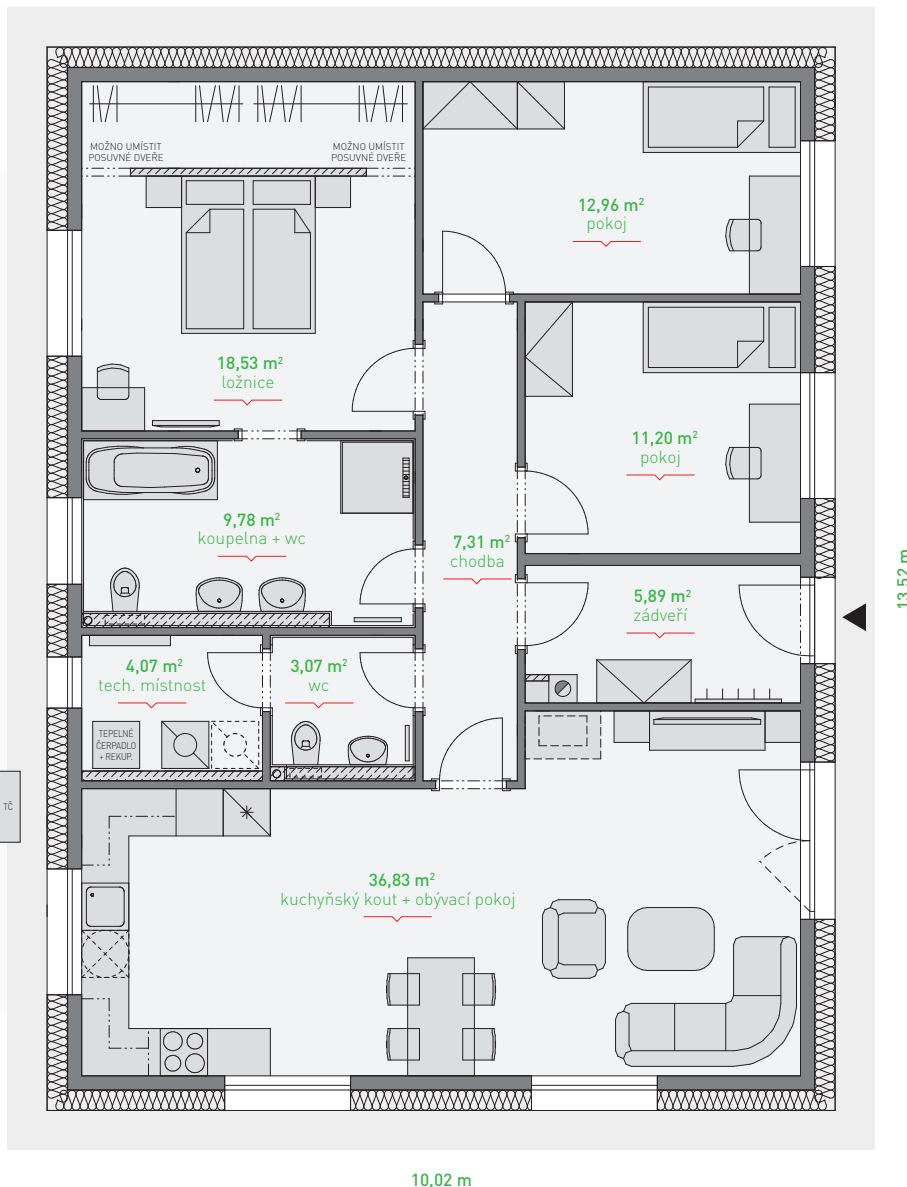 MOŽNO UMÍSTIT
POSUVNÉ DVEŘE
MOŽNO UMÍSTIT
POSUVNÉ DVEŘE
12,96 m²
pokoj
18,53 m²
ložnice
11,20 m²
pokoj
9,78 m²
koupelna + wc
7,31 m²
chodba
5,89 m²
zádveří
13,52 m
4,07 m²
tech. místnost
3,07 m²
wc
TEPELNÉ
ČERPADLO
+ REKUP.
TČ
36,83 m²
kuchyňský kout + obývací pokoj
10,02 m